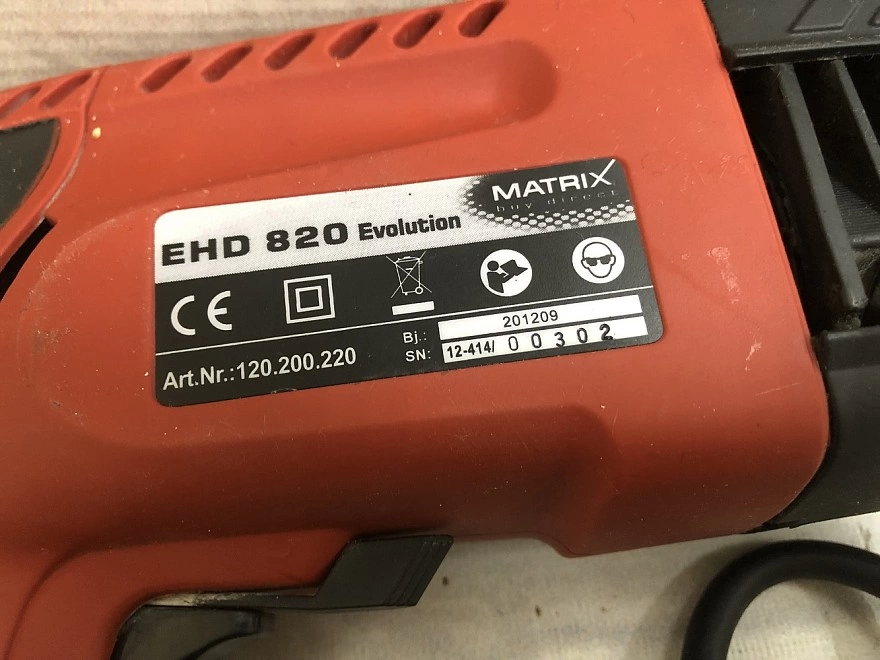 MATRIX
buy direct
EHD 820 Evolution
CE
Bj.: 201209
SN: 12-414/ 00302
Art.Nr.:120.200.220